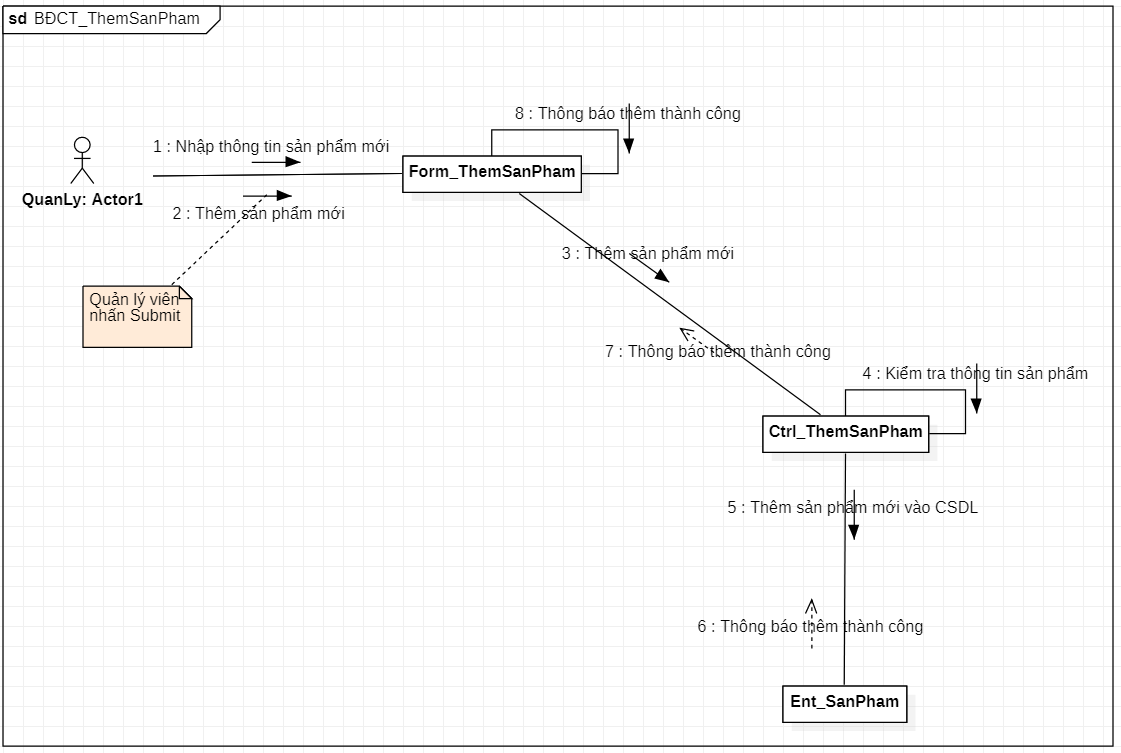 sd BĐCT_ThemSanPham
8 : Thông báo thêm thành công
1 : Nhập thông tin sản phẩm mới
Form_ThemSanPham
QuanLy: Actor1
2 : Thêm sản phẩm mới
3 : Thêm sản phẩm mới
Quản lý viên
nhấn Submit
7 : Thông báo thêm thành công
4 : Kiểm tra thông tin sản phẩm
Ctrl_ThemSanPham
5 : Thêm sản phẩm mới vào CSDL
6 : Thông báo thêm thành công
Ent_SanPham